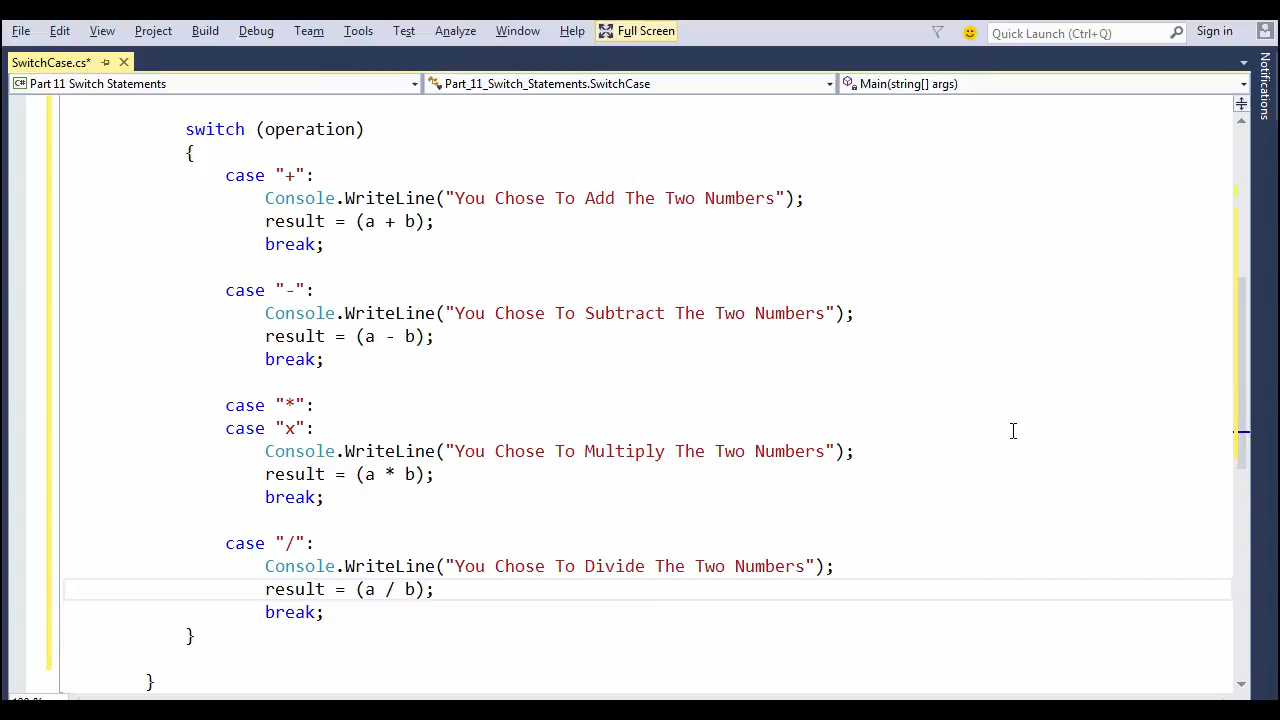 File Edit View Project Build Debug Team Tools Test Analyze Window Help Full Screen Quick Launch (Ctrl+Q) Sign in
SwitchCase.cs*
Notifications
C# Part 11 Switch Statements Part_11_Switch_Statements.SwitchCase Main(string[] args)
switch (operation)
{
case "+":
Console.WriteLine("You Chose To Add The Two Numbers");
result = (a + b);
break;
case "-":
Console.WriteLine("You Chose To Subtract The Two Numbers");
result = (a - b);
break;
case "*":
case "x":
Console.WriteLine("You Chose To Multiply The Two Numbers");
result = (a * b);
break;
case "/":
Console.WriteLine("You Chose To Divide The Two Numbers");
result = (a / b);
break;
}
}